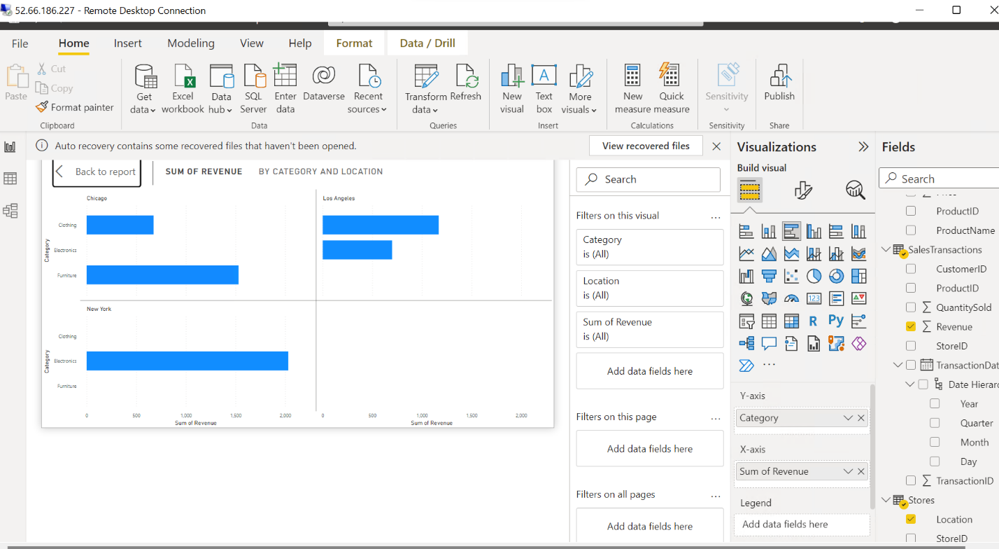 52.66.186.227 - Remote Desktop Connection
File Home Insert Modeling View Help Format Data / Drill
Paste
Cut
Copy
Format painter
Clipboard
Get data
Excel workbook
Data hub
SQL Server
Enter data
Dataverse
Recent sources
Data
Transform data
Refresh
Queries
New visual
Text box
More visuals
Insert
New measure
Quick measure
Calculations
Sensitivity
Sensitivity
Publish
Share
Auto recovery contains some recovered files that haven't been opened.
View recovered files
Back to report
SUM OF REVENUE BY CATEGORY AND LOCATION
Chicago
Category
Clothing
Electronics
Furniture
Los Angeles
New York
Category
Clothing
Electronics
Furniture
0 500 1,000 1,500 2,000
Sum of Revenue
0 500 1,000 1,500 2,000
Sum of Revenue
Search
Filters on this visual ...
Category
is (All)
Location
is (All)
Sum of Revenue
is (All)
Add data fields here
Filters on this page ...
Add data fields here
Filters on all pages ...
Add data fields here
Visualizations
Build visual
123
R
Py
...
Y-axis
Category
X-axis
Sum of Revenue
Legend
Add data fields here
Fields
Search
ProductID
ProductName
SalesTransactions
CustomerID
ProductID
QuantitySold
Revenue
StoreID
TransactionDat
Date Hierarc
Year
Quarter
Month
Day
TransactionID
Stores
Location
StoreID